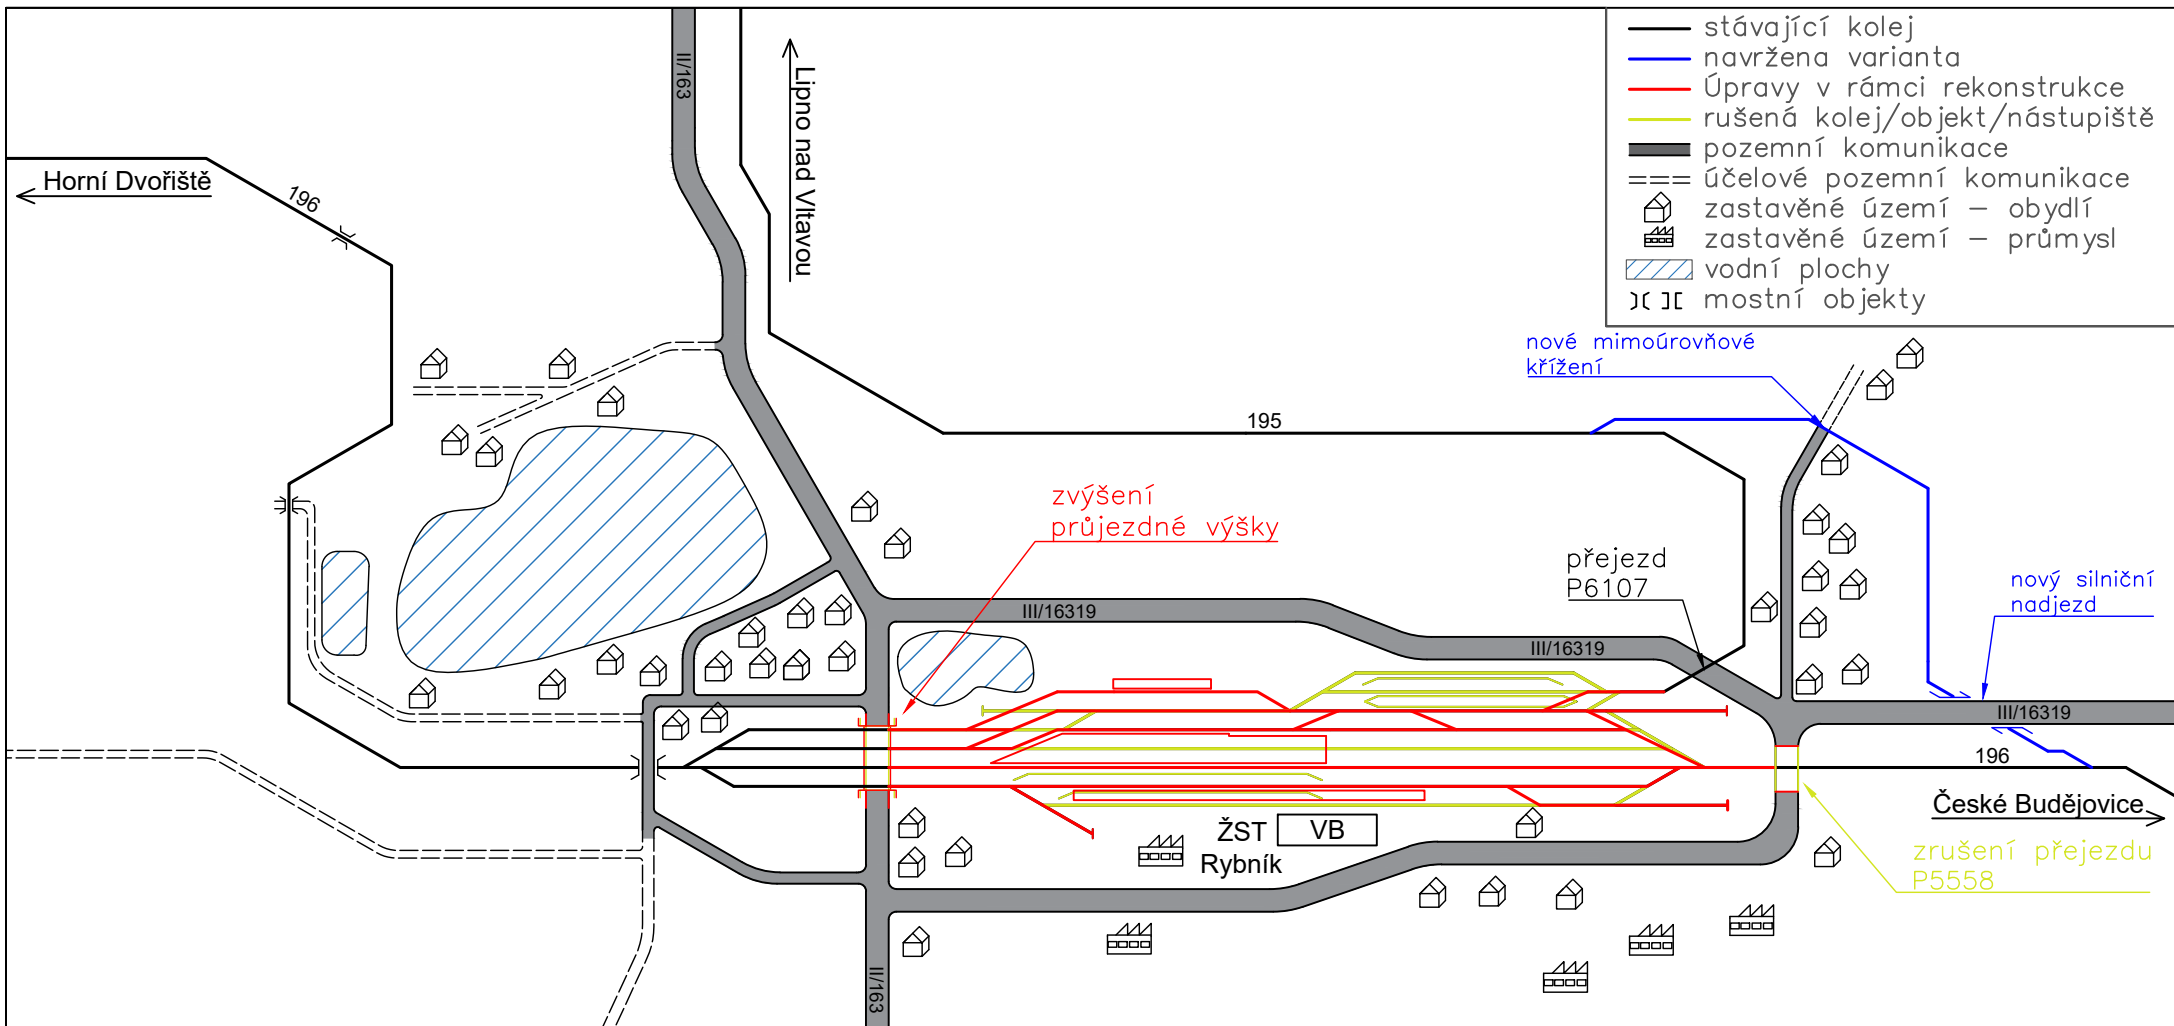 stávající kolej
navržena varianta
Úpravy v rámci rekonstrukce
rušená kolej/objekt/nástupiště
pozemní komunikace
účelové pozemní komunikace
zastavěné území – obydlí
zastavěné území – průmysl
vodní plochy
mostní objekty
II/163
Lipno nad Vltavou
Horní Dvořiště
196
nové mimoúrovňové
křížení
195
zvýšení
průjezdné výšky
přejezd
P6107
nový silniční
nadjezd
III/16319
III/16319
III/16319
196
České Budějovice
ŽST
Rybník
VB
zrušení přejezdu
P5558
II/163